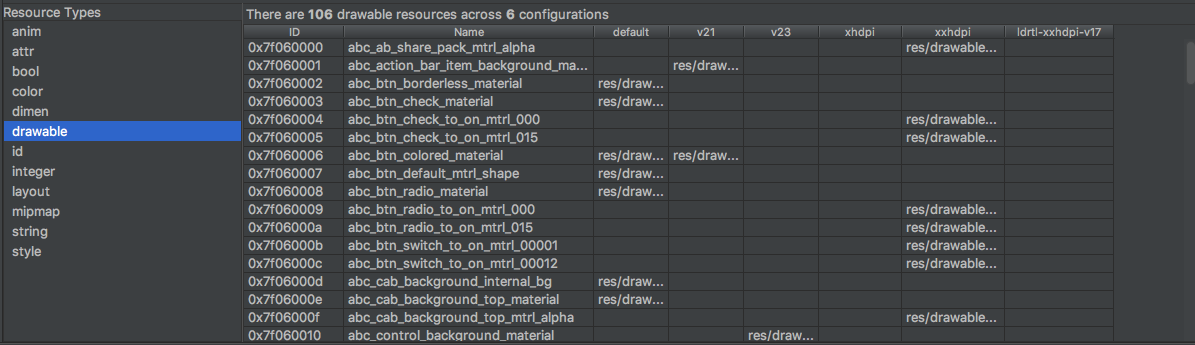 Resource Types
anim
attr
bool
color
dimen
drawable
id
integer
layout
mipmap
string
style
There are 106 drawable resources across 6 configurations
ID Name default v21 v23 xhdpi xxhdpi ldrtl-xxhdpi-v17
0x7f060000 abc_ab_share_pack_mtrl_alpha res/drawable...
0x7f060001 abc_action_bar_item_background_ma... res/draw...
0x7f060002 abc_btn_borderless_material res/draw...
0x7f060003 abc_btn_check_material res/draw...
0x7f060004 abc_btn_check_to_on_mtrl_000 res/drawable...
0x7f060005 abc_btn_check_to_on_mtrl_015 res/drawable...
0x7f060006 abc_btn_colored_material res/draw... res/draw...
0x7f060007 abc_btn_default_mtrl_shape res/draw...
0x7f060008 abc_btn_radio_material res/draw...
0x7f060009 abc_btn_radio_to_on_mtrl_000 res/drawable...
0x7f06000a abc_btn_radio_to_on_mtrl_015 res/drawable...
0x7f06000b abc_btn_switch_to_on_mtrl_00001 res/drawable...
0x7f06000c abc_btn_switch_to_on_mtrl_00012 res/drawable...
0x7f06000d abc_cab_background_internal_bg res/draw...
0x7f06000e abc_cab_background_top_material res/draw...
0x7f06000f abc_cab_background_top_mtrl_alpha res/drawable...
0x7f060010 abc_control_background_material res/draw...